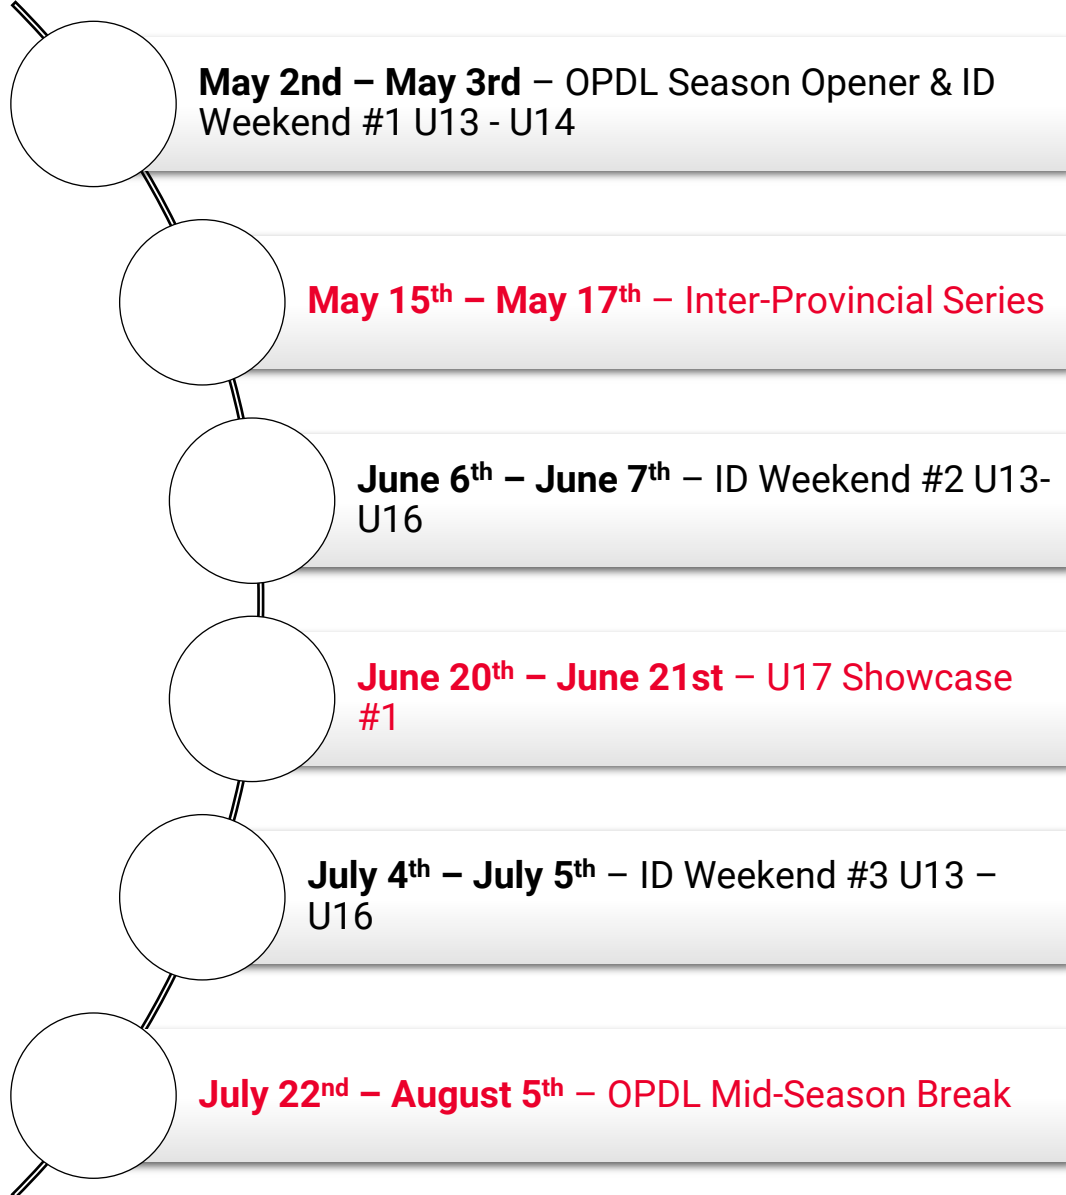 May 2nd – May 3rd – OPDL Season Opener & ID
Weekend #1 U13 - U14
May 15th – May 17th – Inter-Provincial Series
June 6th – June 7th – ID Weekend #2 U13-
U16
June 20th – June 21st – U17 Showcase
#1
July 4th – July 5th – ID Weekend #3 U13 –
U16
July 22nd – August 5th – OPDL Mid-Season Break